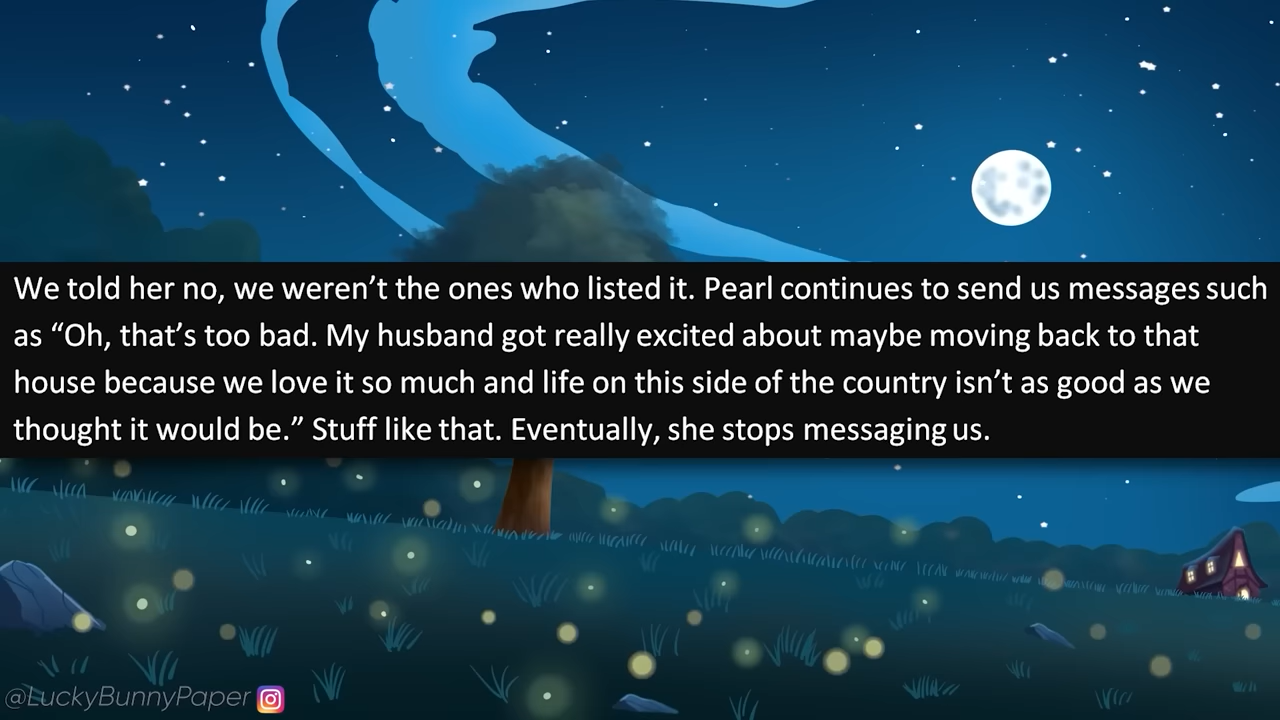 We told her no, we weren’t the ones who listed it. Pearl continues to send us messages such
as “Oh, that’s too bad. My husband got really excited about maybe moving back to that
house because we love it so much and life on this side of the country isn’t as good as we
thought it would be.” Stuff like that. Eventually, she stops messaging us.
@LuckyBunnyPaper